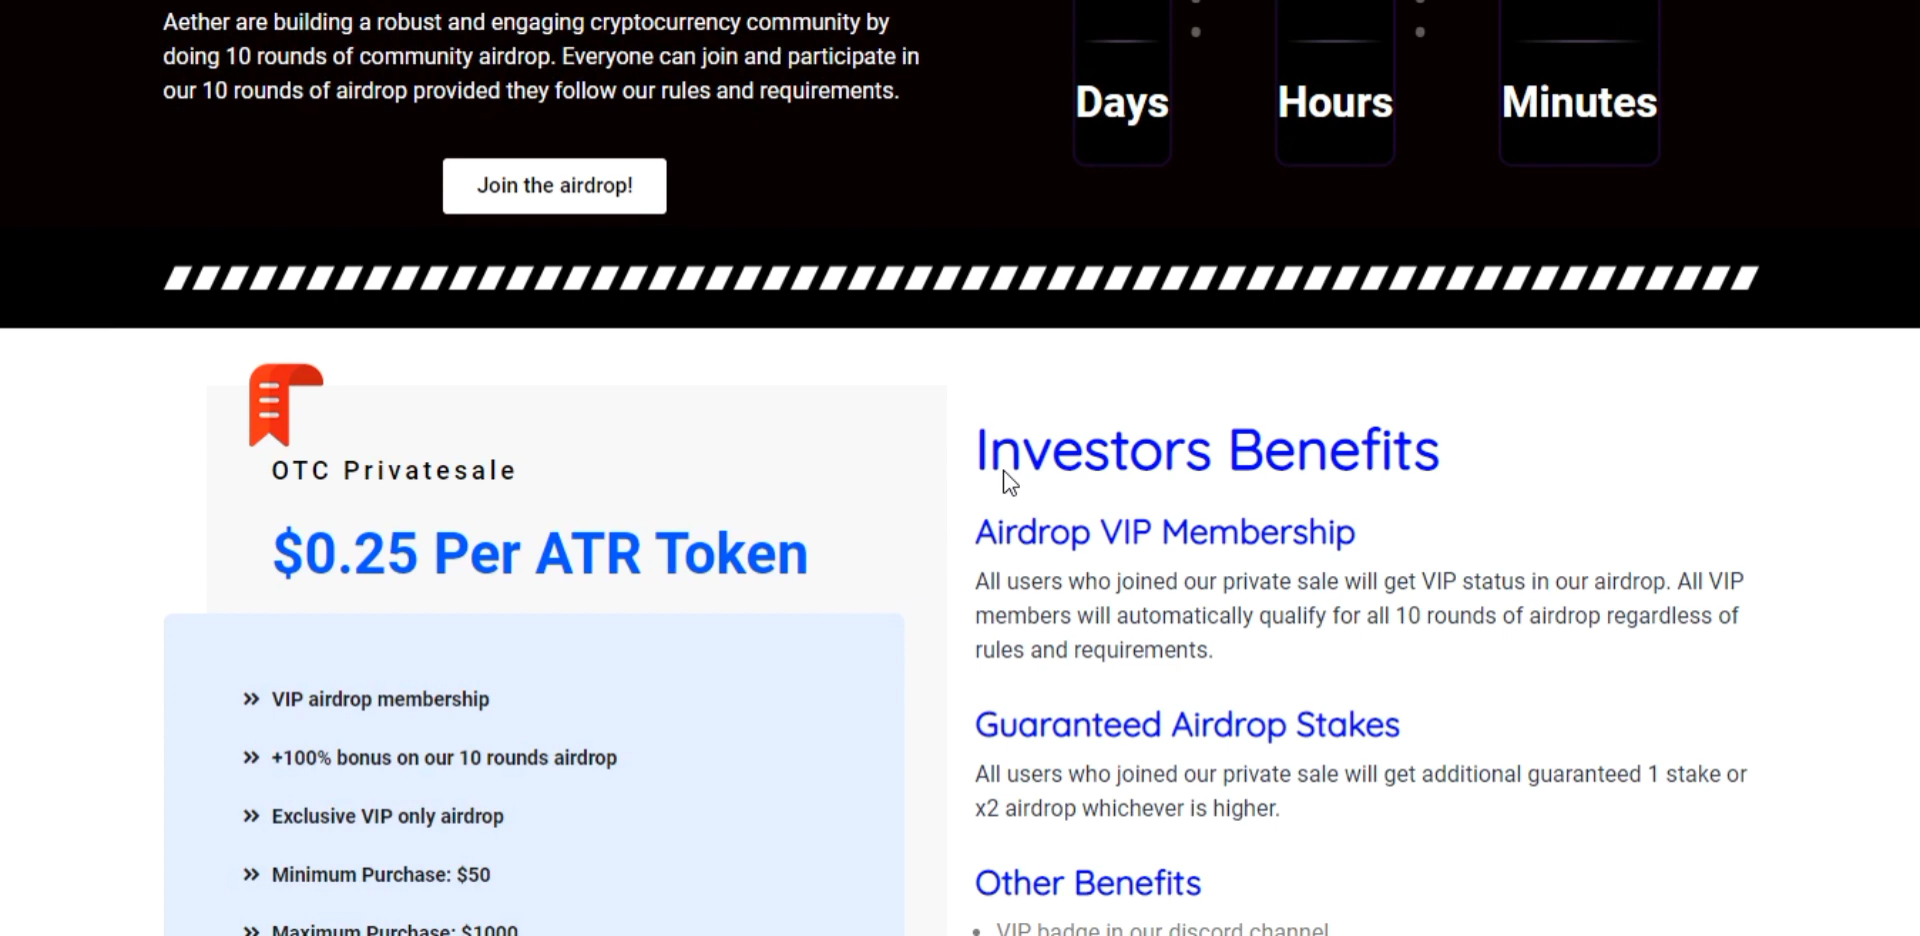 Aether are building a robust and engaging cryptocurrency community by
doing 10 rounds of community airdrop. Everyone can join and participate in
our 10 rounds of airdrop provided they follow our rules and requirements.
Join the airdrop!
Days
Hours
Minutes
OTC Privatesale
$0.25 Per ATR Token
VIP airdrop membership
+100% bonus on our 10 rounds airdrop
Exclusive VIP only airdrop
Minimum Purchase: $50
Maximum Purchase: $1000
Investors Benefits
Airdrop VIP Membership
All users who joined our private sale will get VIP status in our airdrop. All VIP
members will automatically qualify for all 10 rounds of airdrop regardless of
rules and requirements.
Guaranteed Airdrop Stakes
All users who joined our private sale will get additional guaranteed 1 stake or
x2 airdrop whichever is higher.
Other Benefits
VIP badge in our discord channel